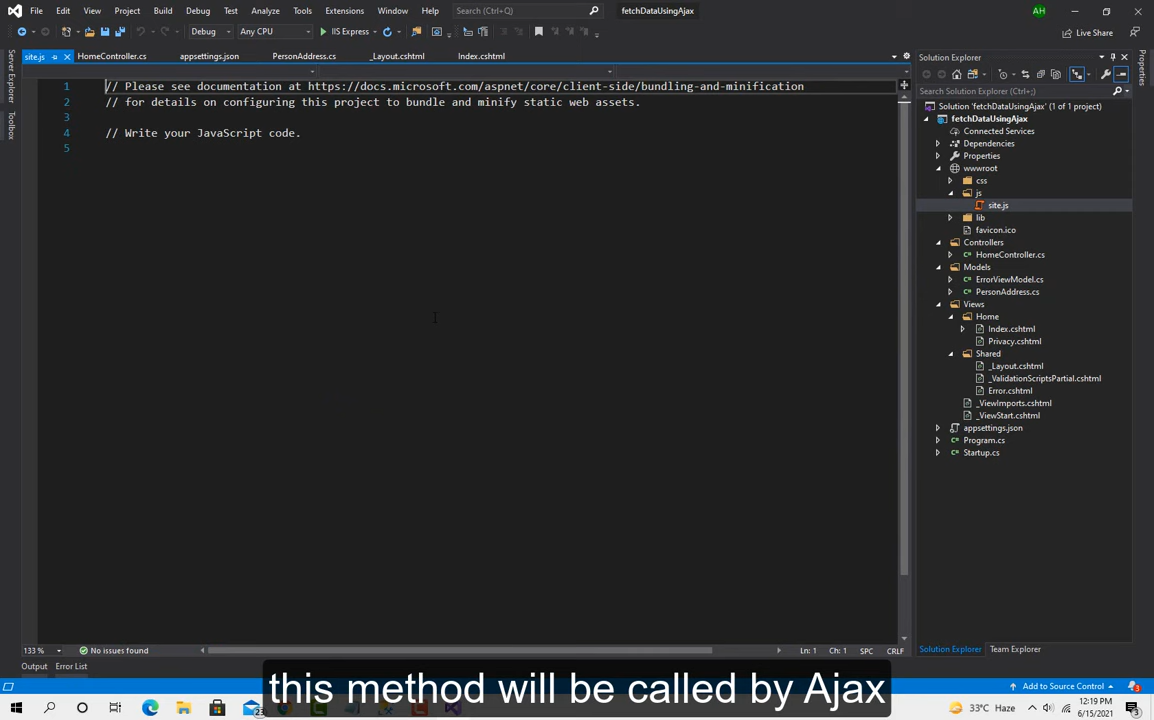 File Edit View Project Build Debug Test Analyze Tools Extensions Window Help Search (Ctrl+Q) fetchDataUsingAjax AH
Debug Any CPU IIS Express Live Share
site.js HomeController.cs appsettings.json PersonAddress.cs _Layout.cshtml Index.cshtml
Server Explorer
Toolbox
Properties
1 // Please see documentation at https://docs.microsoft.com/aspnet/core/client-side/bundling-and-minification
2 // for details on configuring this project to bundle and minify static web assets.
3
4 // Write your JavaScript code.
5
Solution Explorer
Search Solution Explorer (Ctrl+;)
Solution 'fetchDataUsingAjax' (1 of 1 project)
fetchDataUsingAjax
Connected Services
Dependencies
Properties
wwwroot
css
js
site.js
lib
favicon.ico
Controllers
HomeController.cs
Models
ErrorViewModel.cs
PersonAddress.cs
Views
Home
Index.cshtml
Privacy.cshtml
Shared
_Layout.cshtml
_ValidationScriptsPartial.cshtml
Error.cshtml
_ViewImports.cshtml
_ViewStart.cshtml
appsettings.json
Program.cs
Startup.cs
133 % No issues found Ln: 1 Ch: 1 SPC CRLF
Solution Explorer Team Explorer
Output Error List
Add to Source Control 3
this method will be called by Ajax
23 33°C Haze 12:19 PM
6/15/2021 3